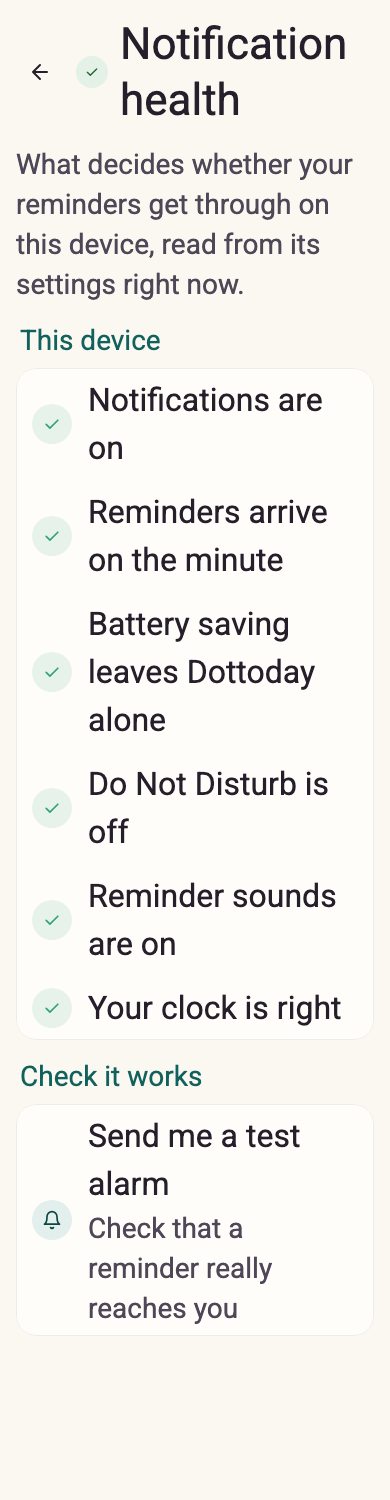 Notification
health
What decides whether your
reminders get through on
this device, read from its
settings right now.
This device
Notifications are
on
Reminders arrive
on the minute
Battery saving
leaves Dottoday
alone
Do Not Disturb is
off
Reminder sounds
are on
Your clock is right
Check it works
Send me a test
alarm
Check that a
reminder really
reaches you